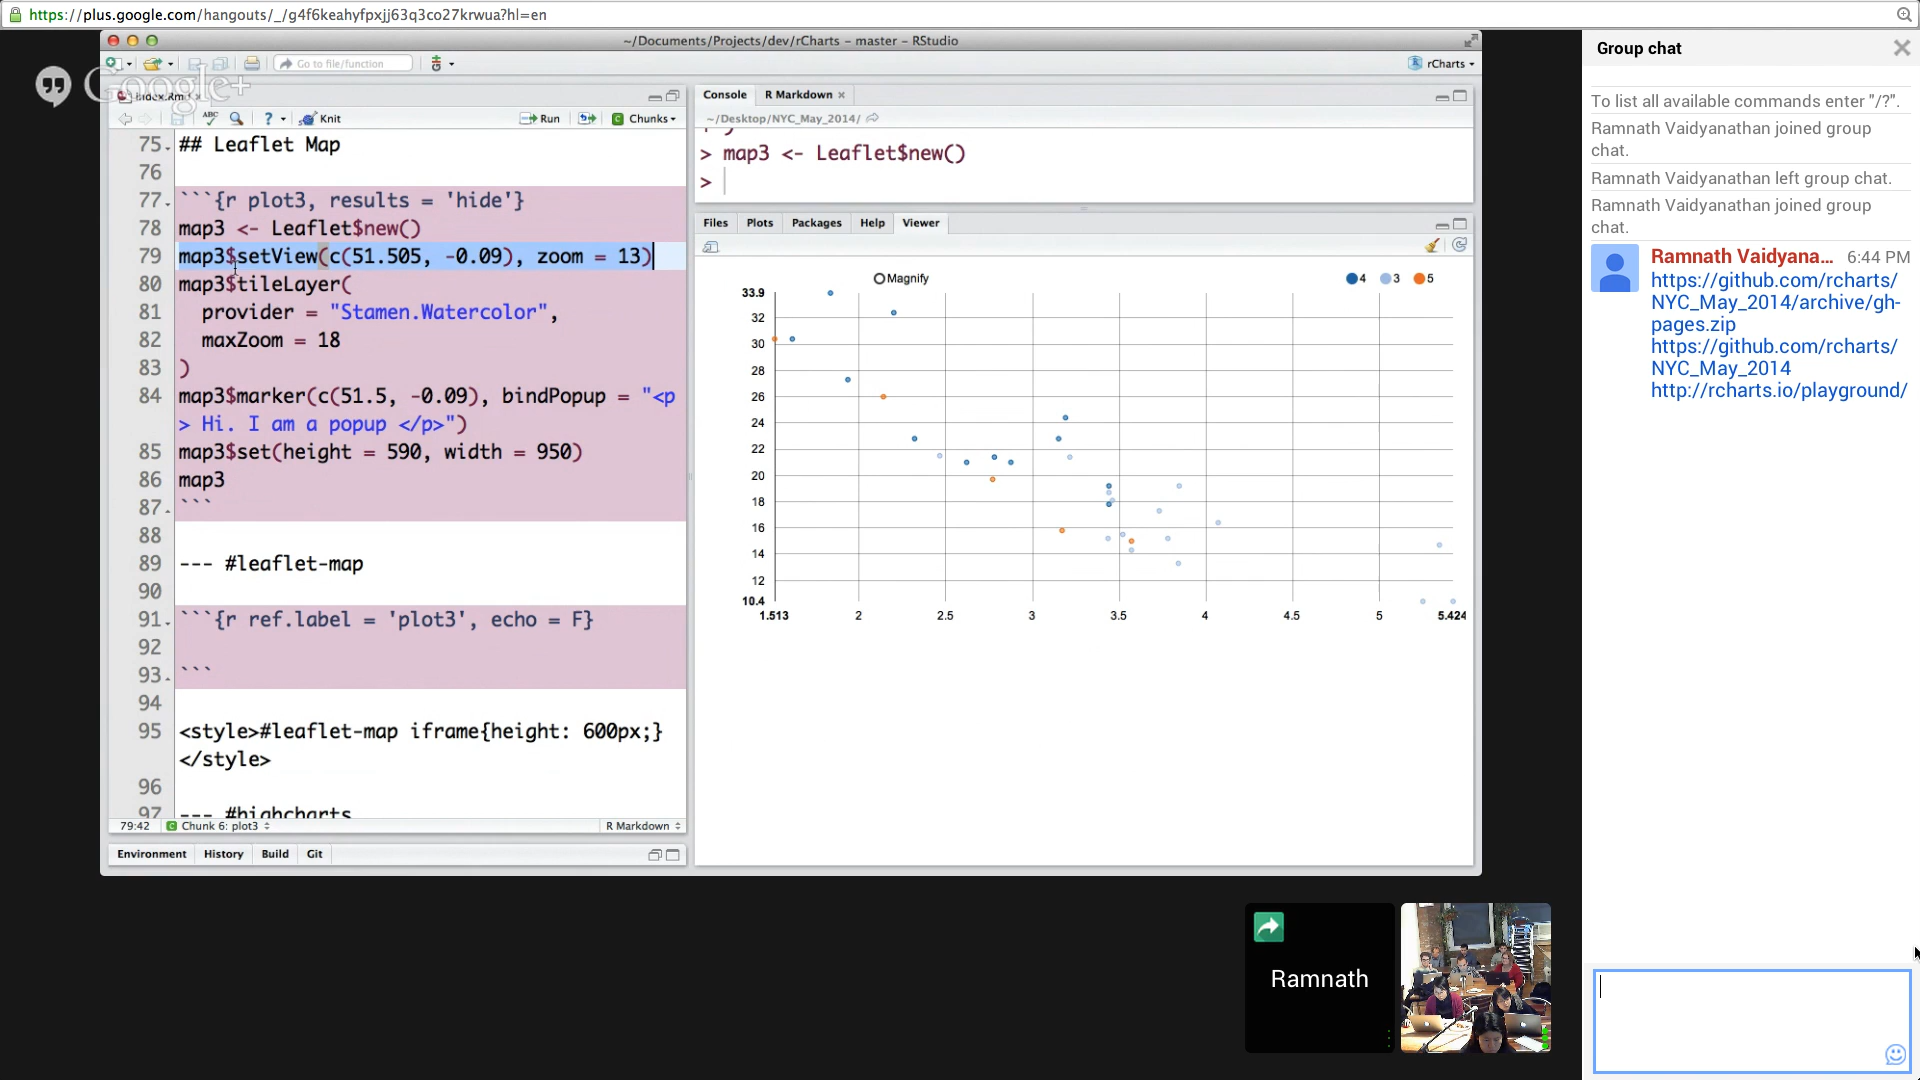 https://plus.google.com/hangouts/_/g4f6keahyfpxjj63q3co27krwua?hl=en
~/Documents/Projects/dev/rCharts – master – RStudio
Go to file/function
rCharts
Google+
index.Rmd
Knit
Run
Chunks
75 ## Leaflet Map
76
77 ```{r plot3, results = 'hide'}
78 map3 <- Leaflet$new()
79 map3$setView(c(51.505, -0.09), zoom = 13)
80 map3$tileLayer(
81 provider = "Stamen.Watercolor",
82 maxZoom = 18
83 )
84 map3$marker(c(51.5, -0.09), bindPopup = "<p
> Hi. I am a popup </p>")
85 map3$set(height = 590, width = 950)
86 map3
87 ```
88
89 --- #leaflet-map
90
91 ```{r ref.label = 'plot3', echo = F}
92
93 ```
94
95 <style>#leaflet-map iframe{height: 600px;}
</style>
96
97 --- #highcharts
79:42 C Chunk 6: plot3 R Markdown
Environment History Build Git
Console R Markdown
~/Desktop/NYC_May_2014/
> map3 <- Leaflet$new()
>
Files Plots Packages Help Viewer
Magnify
4 3 5
33.9
32
30
28
26
24
22
20
18
16
14
12
10.4
1.513 2 2.5 3 3.5 4 4.5 5 5.424
Ramnath
Group chat
To list all available commands enter "/?".
Ramnath Vaidyanathan joined group
chat.
Ramnath Vaidyanathan left group chat.
Ramnath Vaidyanathan joined group
chat.
Ramnath Vaidyana... 6:44 PM
https://github.com/rcharts/
NYC_May_2014/archive/gh-
pages.zip
https://github.com/rcharts/
NYC_May_2014
http://rcharts.io/playground/